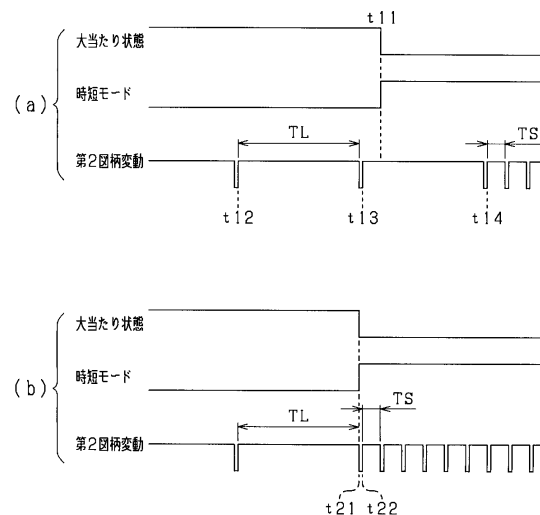 t11
大当たり状態
(a)
時短モード
TL
TS
第2図柄変動
t12
t13
t14
大当たり状態
(b)
時短モード
TL
TS
第2図柄変動
t21
t22